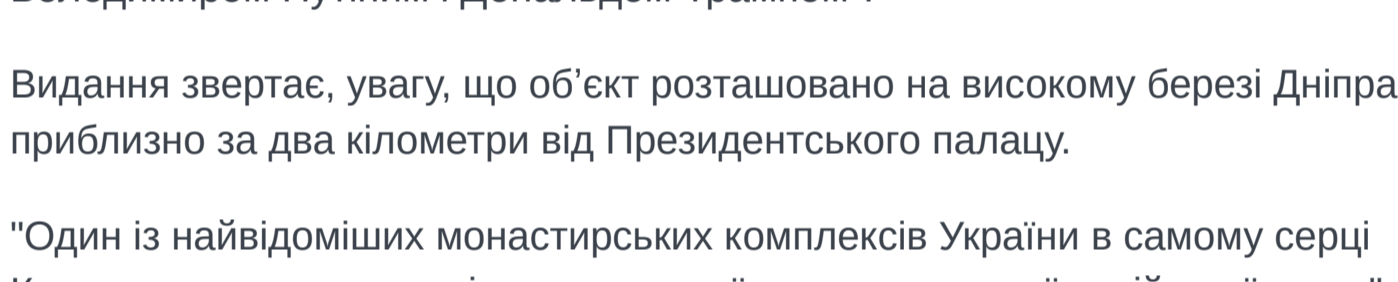 Видання звертає, увагу, що об’єкт розташовано на високому березі Дніпра
приблизно за два кілометри від Президентського палацу.
"Один із найвідоміших монастирських комплексів України в самому серці